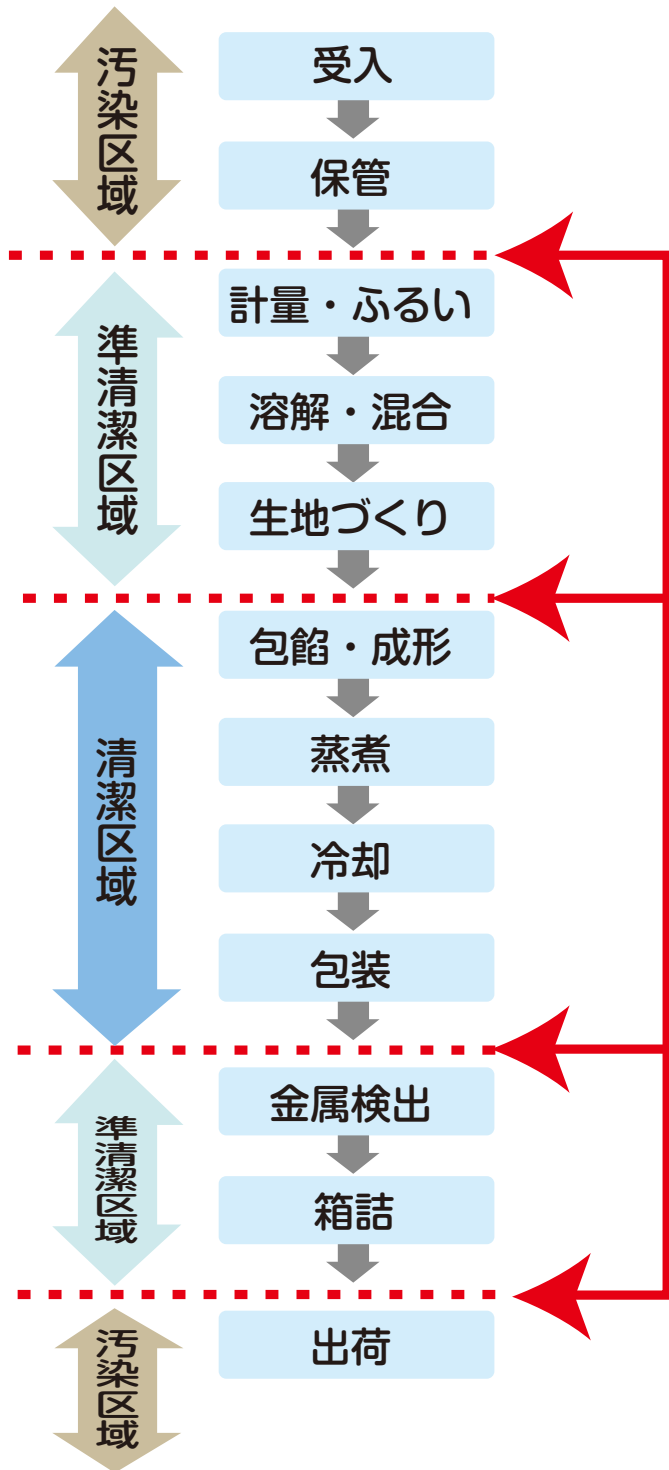 汚染区域
受入
保管
準清潔区域
計量・ふるい
溶解・混合
生地づくり
清潔区域
包餡・成形
蒸煮
冷却
包装
準清潔区域
金属検出
箱詰
汚染区域
出荷